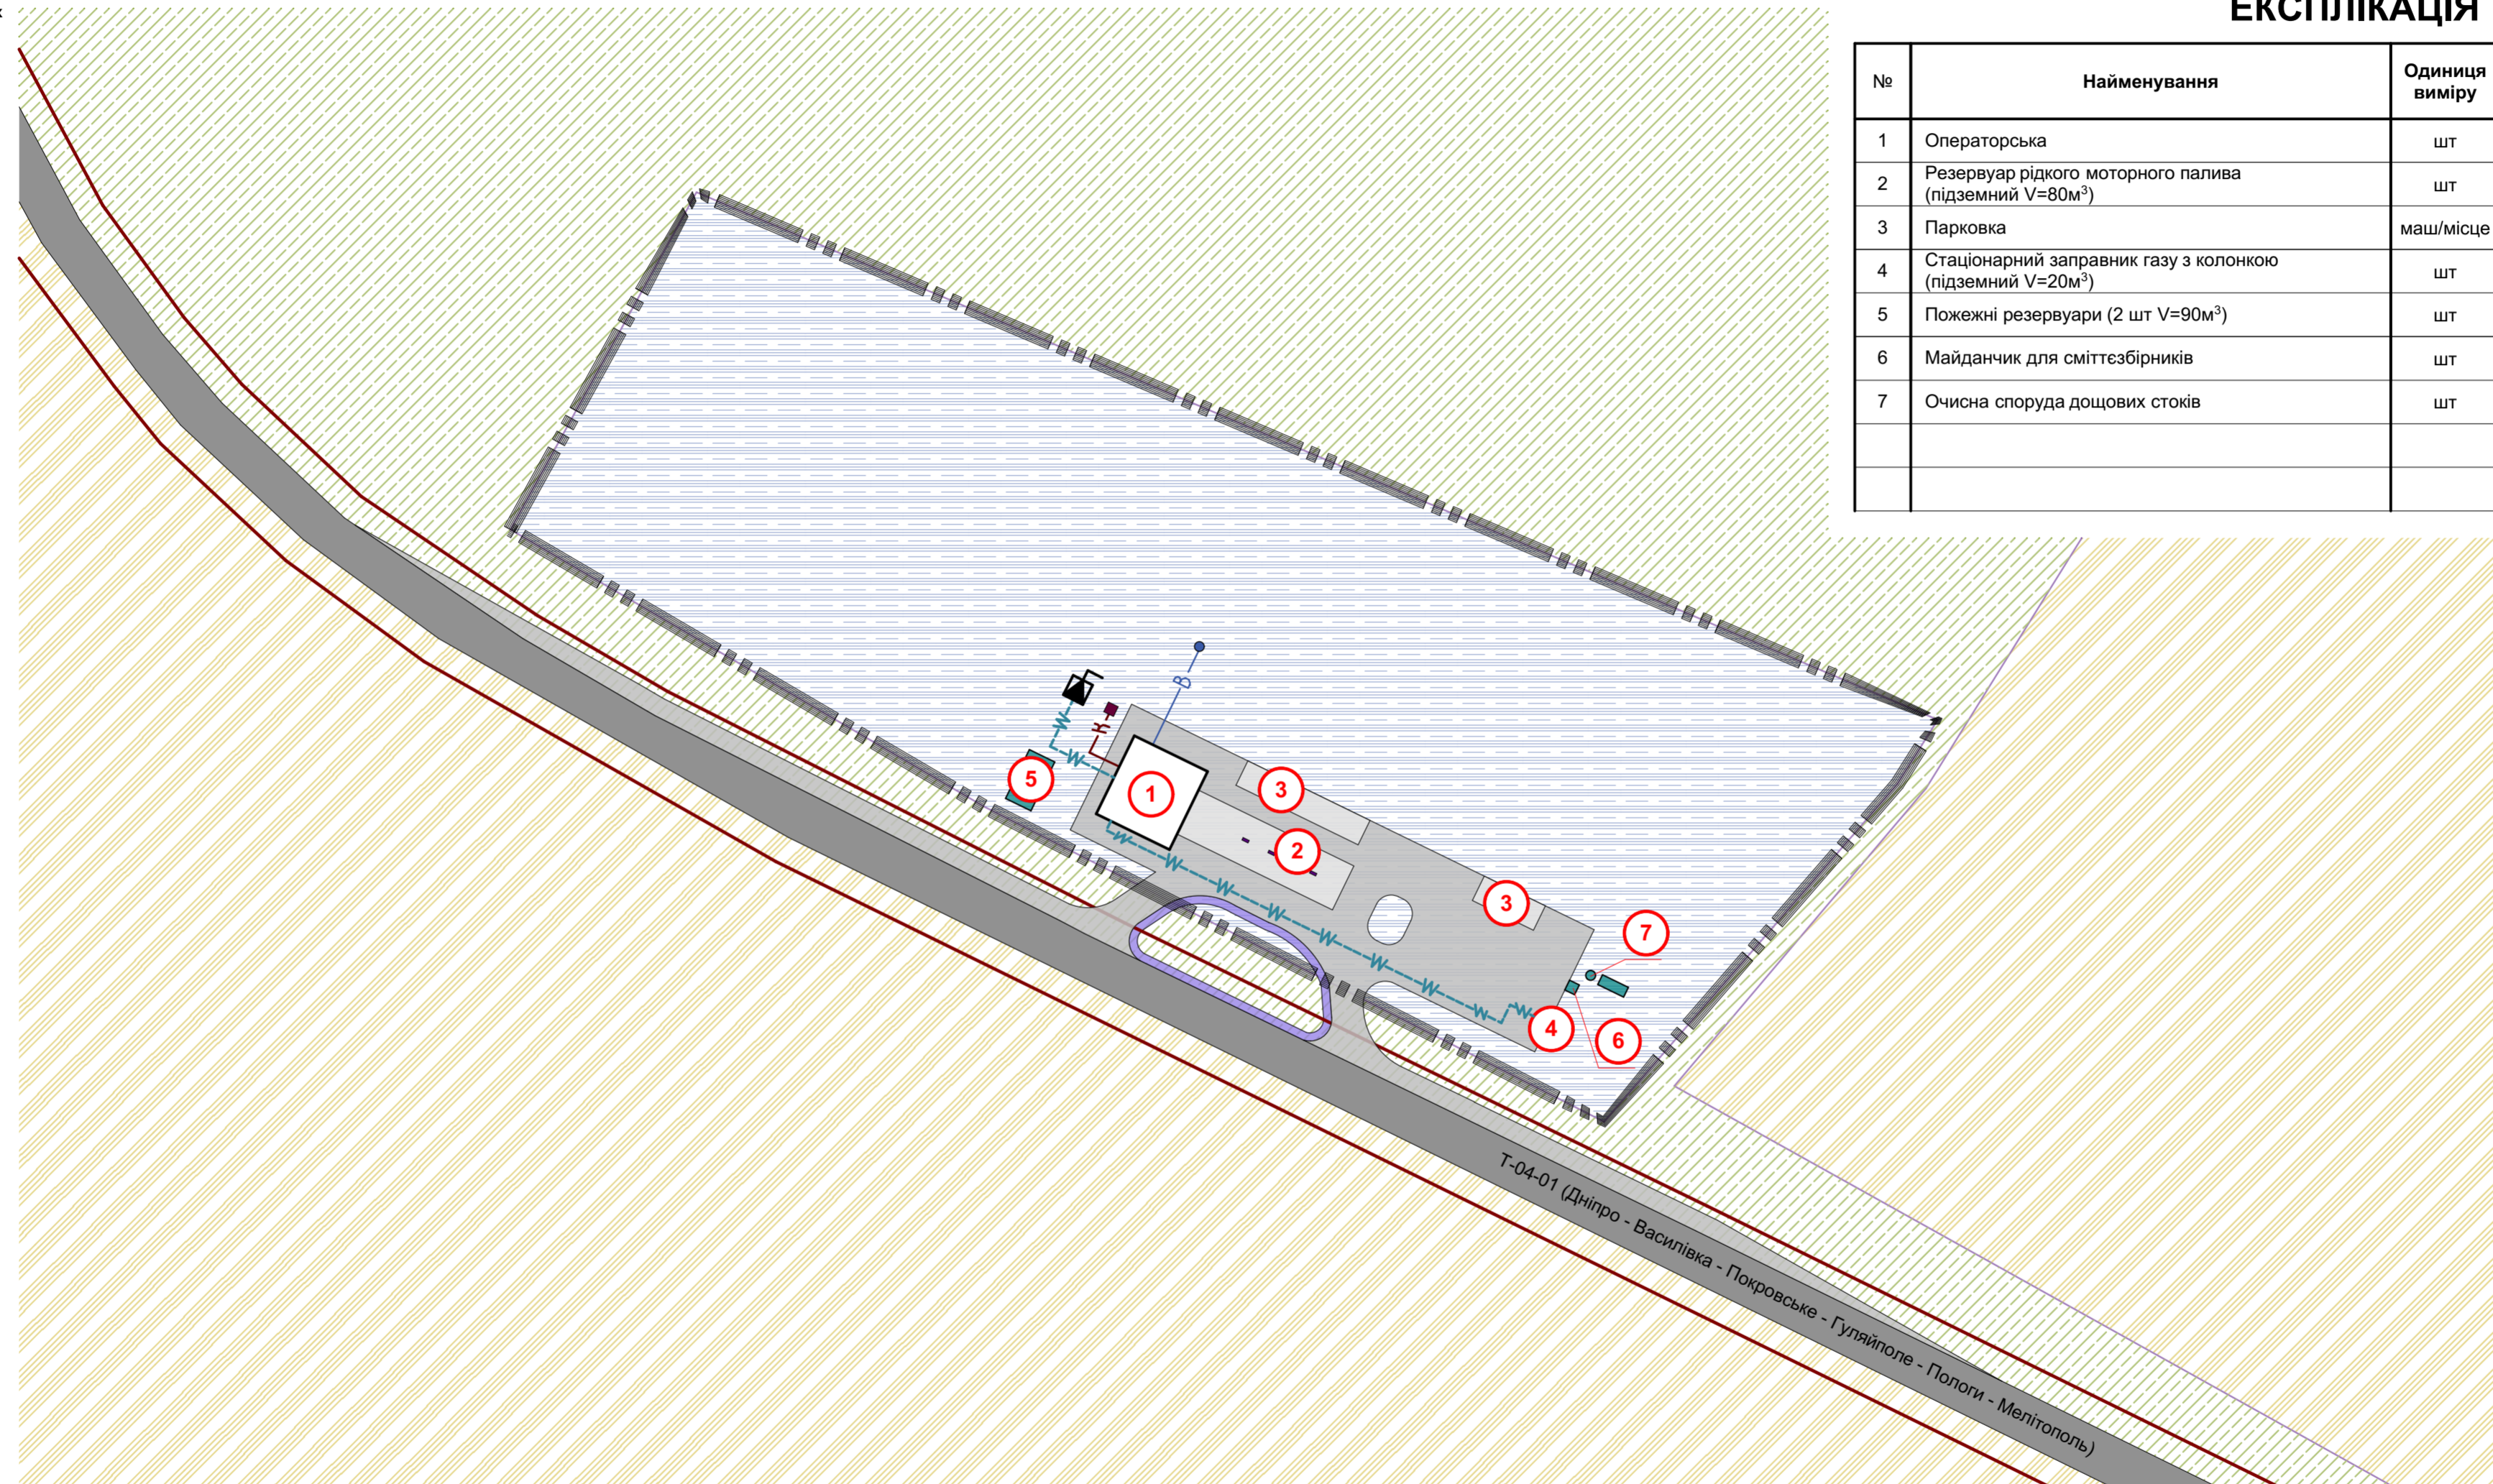 ЕКСПЛІКАЦІЯ
№ Найменування Одиниця
виміру
1 Операторська шт
2 Резервуар рідкого моторного палива
(підземний V=80м³) шт
3 Парковка маш/місце
4 Стаціонарний заправник газу з колонкою
(підземний V=20м³) шт
5 Пожежні резервуари (2 шт V=90м³) шт
6 Майданчик для сміттєзбірників шт
7 Очисна споруда дощових стоків шт
В
W
К
W
5
1
3
2
3
W
W
W
W
W
W
W
W
W
7
4
6
Т-04-01 (Дніпро - Василівка - Покровське - Гуляйполе - Пологи - Мелітополь)